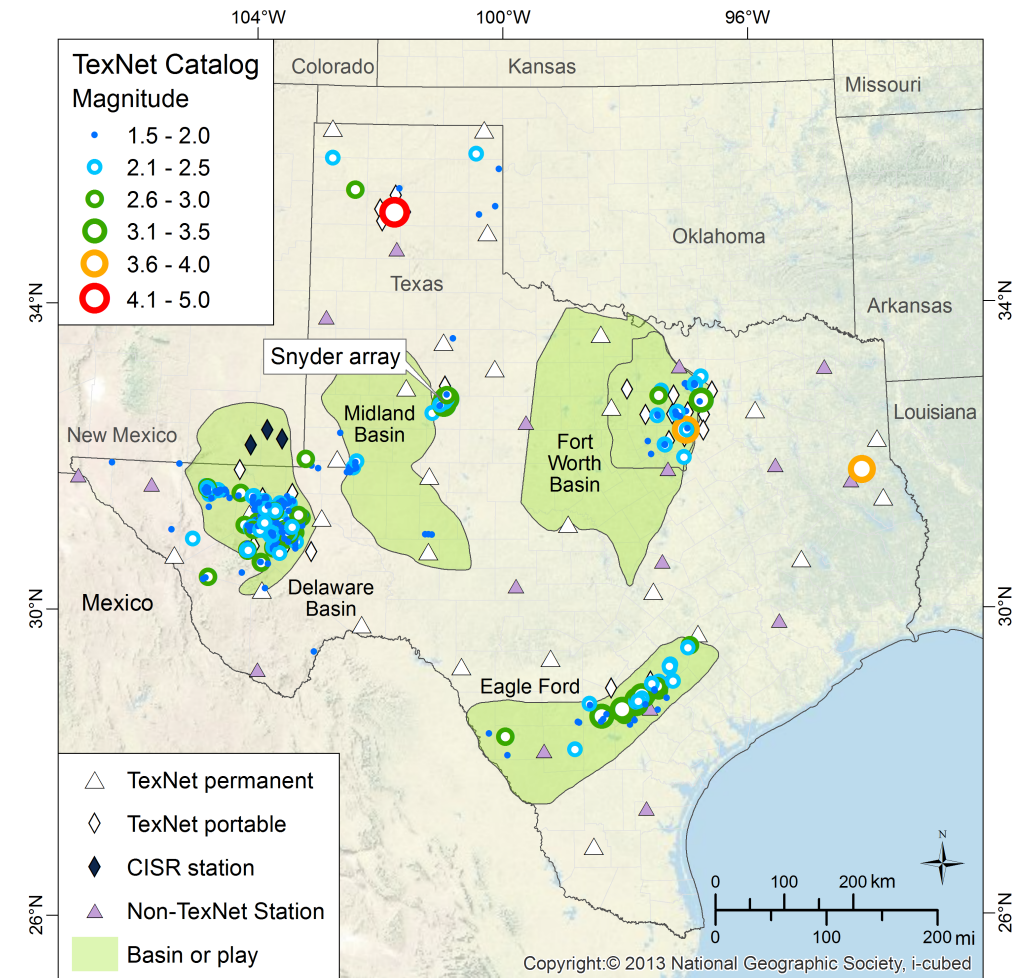 104°W 100°W 96°W
TexNet Catalog
Magnitude
1.5 - 2.0
2.1 - 2.5
2.6 - 3.0
3.1 - 3.5
3.6 - 4.0
4.1 - 5.0
Colorado
Kansas
Missouri
Oklahoma
Texas
Arkansas
34°N
34°N
Snyder array
Midland
Basin
New Mexico
Louisiana
Fort
Worth
Basin
Delaware
Basin
Mexico
30°N
30°N
Eagle Ford
TexNet permanent
TexNet portable
CISR station
Non-TexNet Station
Basin or play
26°N
26°N
N
0 100 200 km
0 100 200 mi
Copyright:© 2013 National Geographic Society, i-cubed